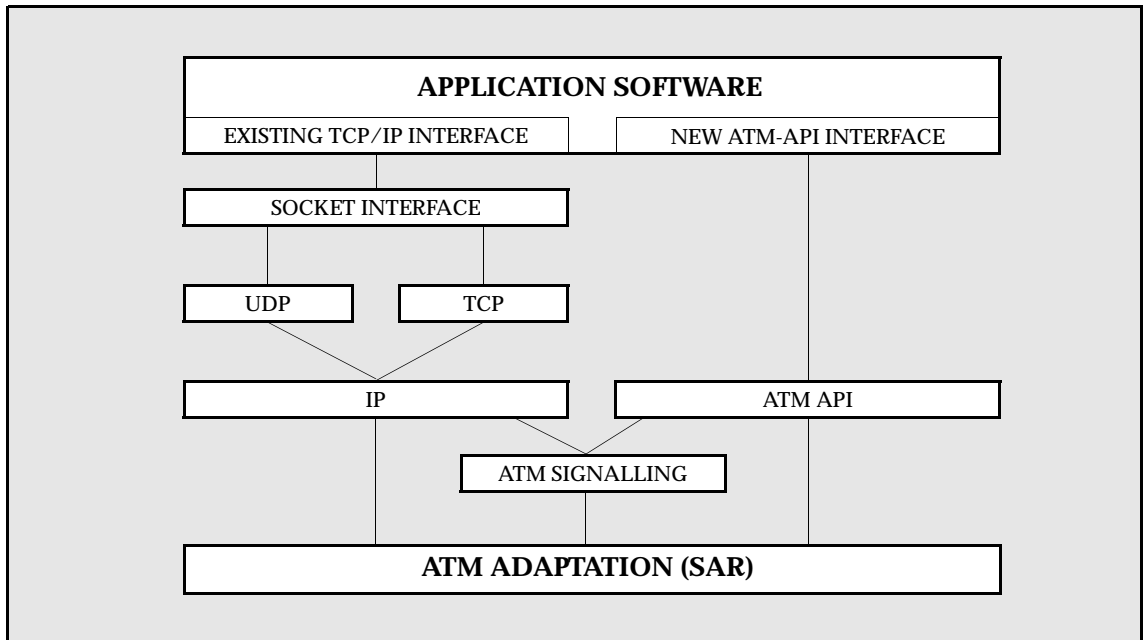 APPLICATION SOFTWARE
EXISTING TCP/IP INTERFACE
NEW ATM-API INTERFACE
SOCKET INTERFACE
UDP
TCP
IP
ATM API
ATM SIGNALLING
ATM ADAPTATION (SAR)